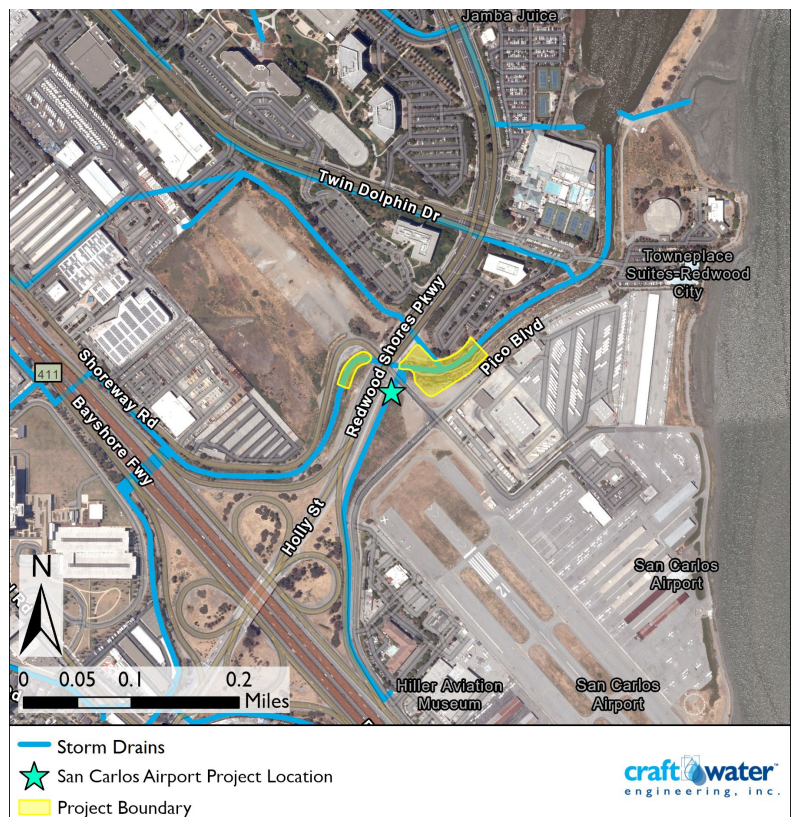 Jamba Juice
Twin Dolphin Dr
Towneplace
Suites-Redwood
City
Redwood Shores Pkwy
Pico Blvd
411
Shoreway Rd
Bayshore Fwy
Holly St
San Carlos
Airport
N
0 0.05 0.1 0.2
Miles
Hiller Aviation
Museum
San Carlos
Airport
Storm Drains
San Carlos Airport Project Location
Project Boundary
craft water™
engineering, inc.